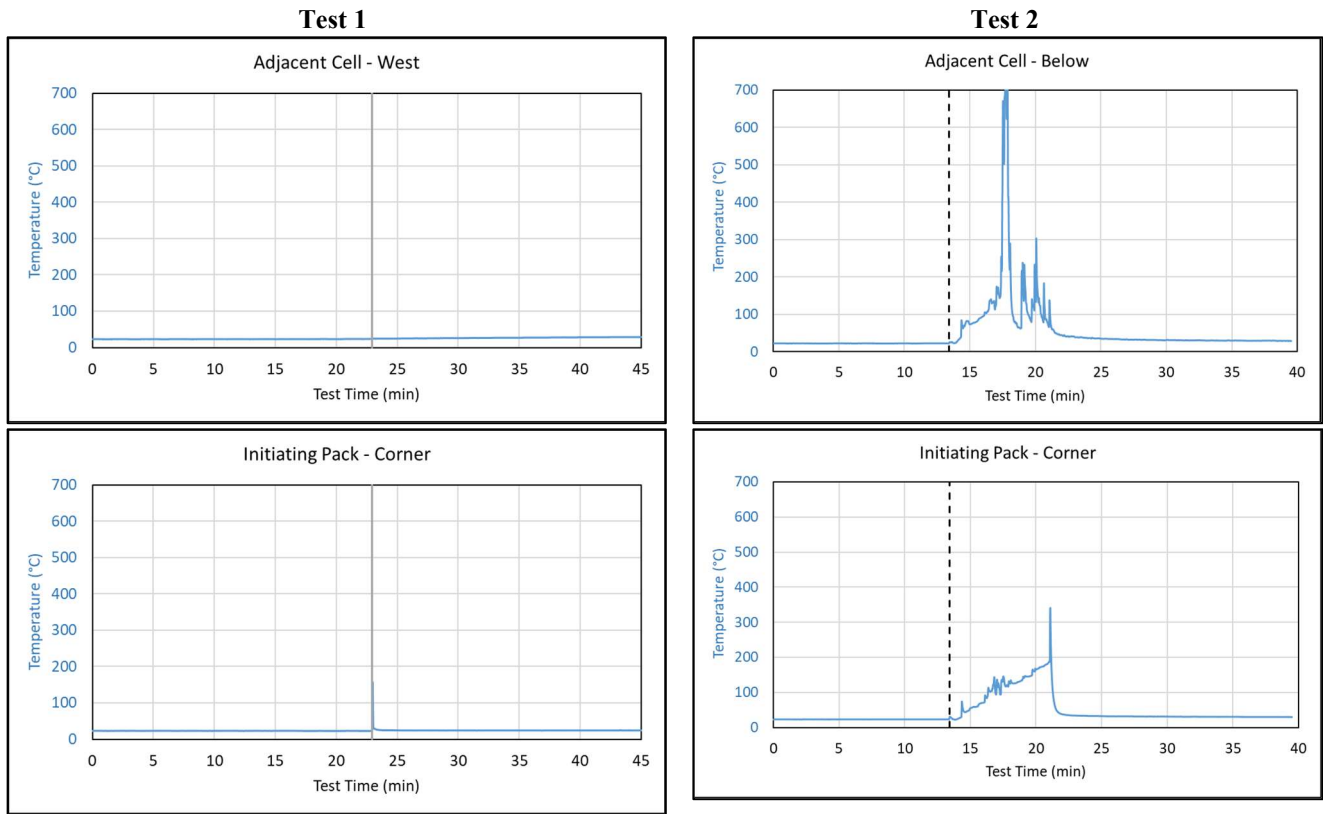 Test 1
Test 2
Adjacent Cell - West
700
600
500
400
300
200
100
0
Temperature (°C)
0 5 10 15 20 25 30 35 40 45
Test Time (min)
Adjacent Cell - Below
700
600
500
400
300
200
100
0
Temperature (°C)
0 5 10 15 20 25 30 35 40
Test Time (min)
Initiating Pack - Corner
700
600
500
400
300
200
100
0
Temperature (°C)
0 5 10 15 20 25 30 35 40 45
Test Time (min)
Initiating Pack - Corner
700
600
500
400
300
200
100
0
Temperature (°C)
0 5 10 15 20 25 30 35 40
Test Time (min)